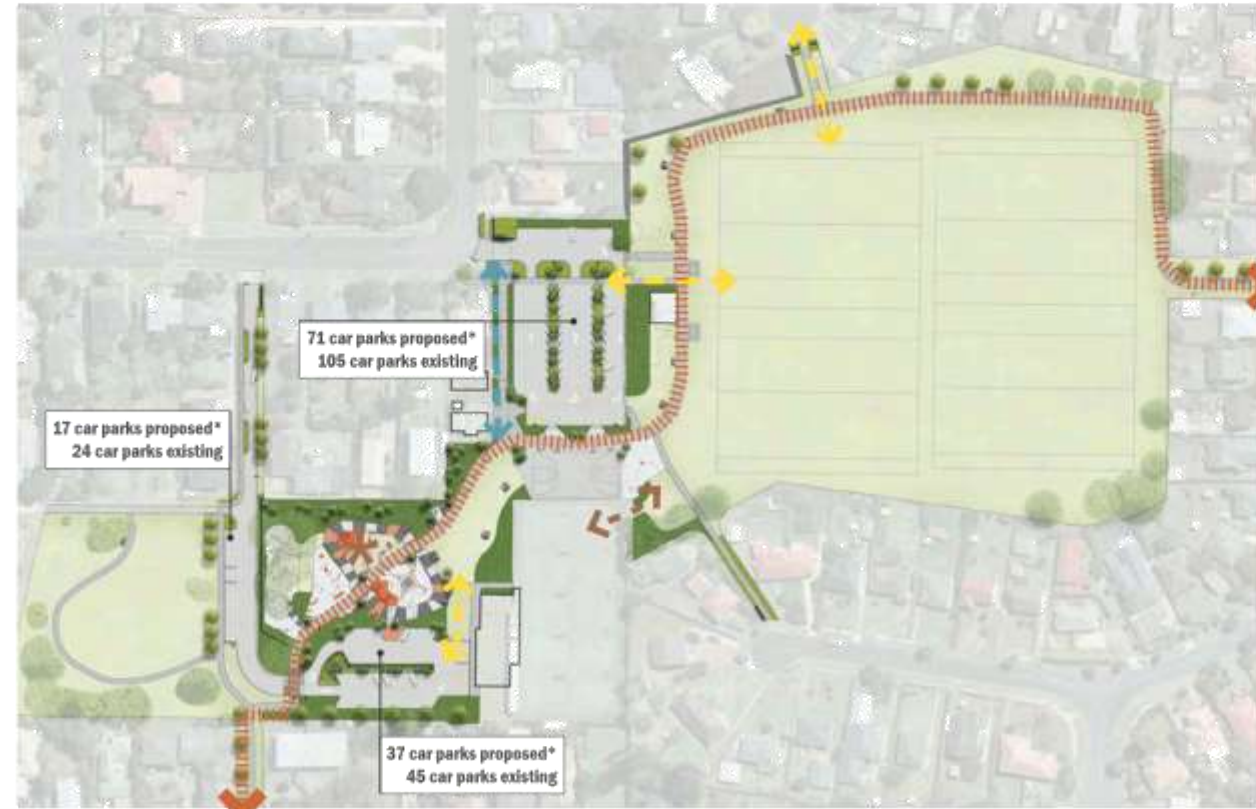 71 car parks proposed*
105 car parks existing
17 car parks proposed*
24 car parks existing
37 car parks proposed*
45 car parks existing